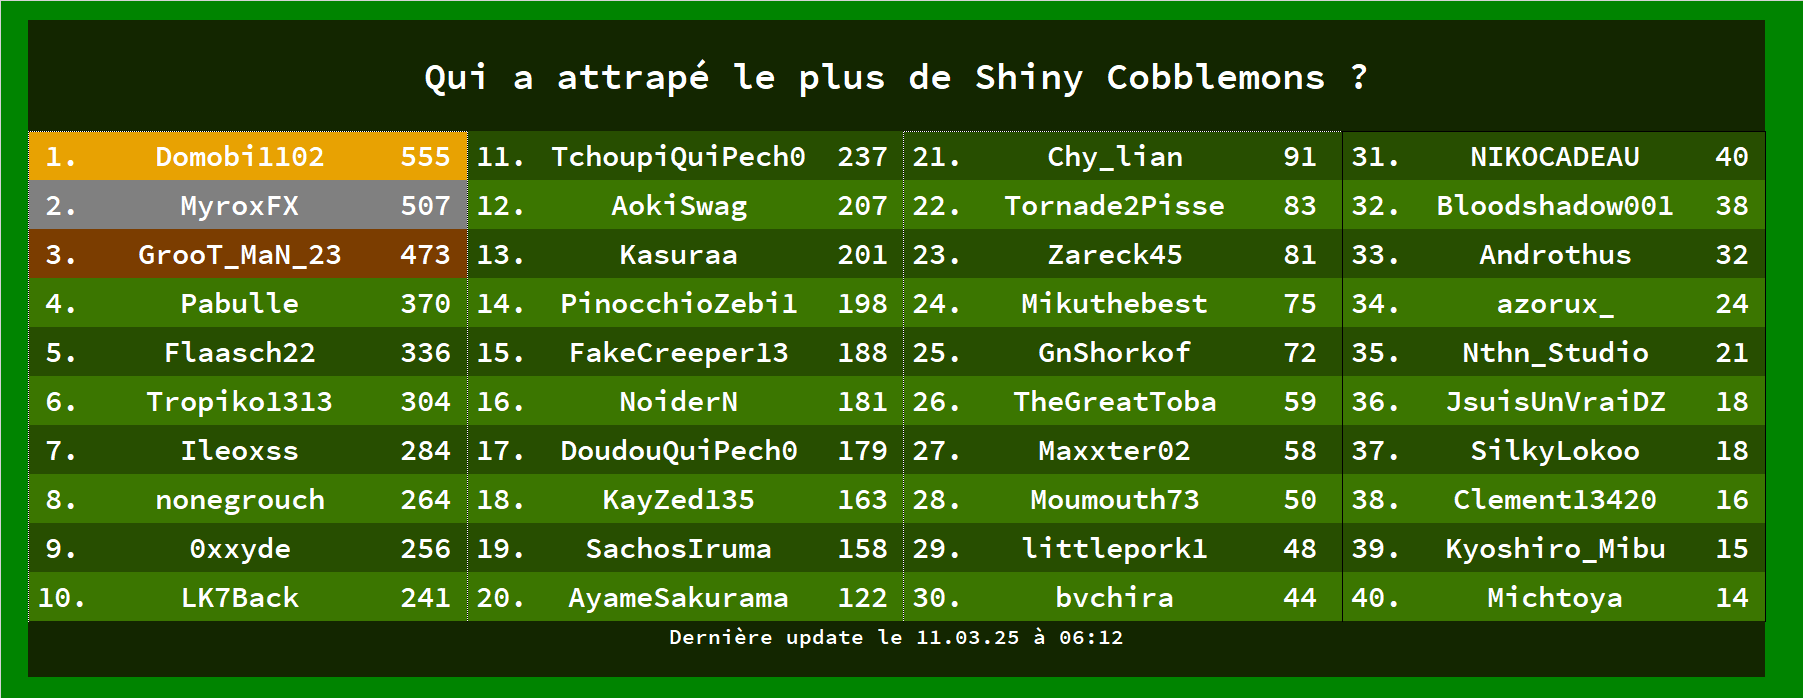 Qui a attrapé le plus de Shiny Cobblemons ?
1. Domobi1102 555 11. TchoupiQuiPech0 237 21. Chy_lian 91 31. NIKOCADEAU 40
2. MyroxFX 507 12. AokiSwag 207 22. Tornade2Pisse 83 32. Bloodshadow001 38
3. GrooT_MaN_23 473 13. Kasuraa 201 23. Zareck45 81 33. Androthus 32
4. Pabulle 370 14. PinocchioZebi1 198 24. Mikuthebest 75 34. azorux_ 24
5. Flaasch22 336 15. FakeCreeper13 188 25. GnShorkof 72 35. Nthn_Studio 21
6. Tropiko1313 304 16. NoiderN 181 26. TheGreatToba 59 36. JsuisUnVraiDZ 18
7. Ileoxss 284 17. DoudouQuiPech0 179 27. Maxxter02 58 37. SilkyLokoo 18
8. nonegrouch 264 18. KayZed135 163 28. Moumouth73 50 38. Clement13420 16
9. 0xxyde 256 19. SachosIruma 158 29. littlepork1 48 39. Kyoshiro_Mibu 15
10. LK7Back 241 20. AyameSakurama 122 30. bvchira 44 40. Michtoya 14
Dernière update le 11.03.25 à 06:12